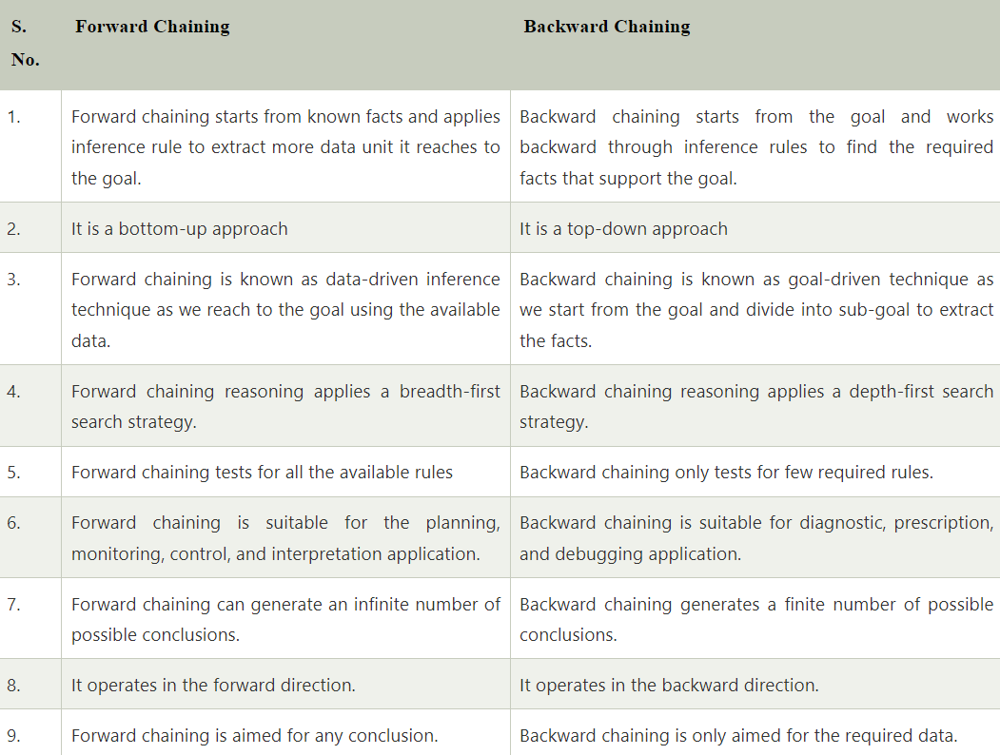 S. No. Forward Chaining Backward Chaining
1. Forward chaining starts from known facts and applies inference rule to extract more data unit it reaches to the goal. Backward chaining starts from the goal and works backward through inference rules to find the required facts that support the goal.
2. It is a bottom-up approach It is a top-down approach
3. Forward chaining is known as data-driven inference technique as we reach to the goal using the available data. Backward chaining is known as goal-driven technique as we start from the goal and divide into sub-goal to extract the facts.
4. Forward chaining reasoning applies a breadth-first search strategy. Backward chaining reasoning applies a depth-first search strategy.
5. Forward chaining tests for all the available rules Backward chaining only tests for few required rules.
6. Forward chaining is suitable for the planning, monitoring, control, and interpretation application. Backward chaining is suitable for diagnostic, prescription, and debugging application.
7. Forward chaining can generate an infinite number of possible conclusions. Backward chaining generates a finite number of possible conclusions.
8. It operates in the forward direction. It operates in the backward direction.
9. Forward chaining is aimed for any conclusion. Backward chaining is only aimed for the required data.